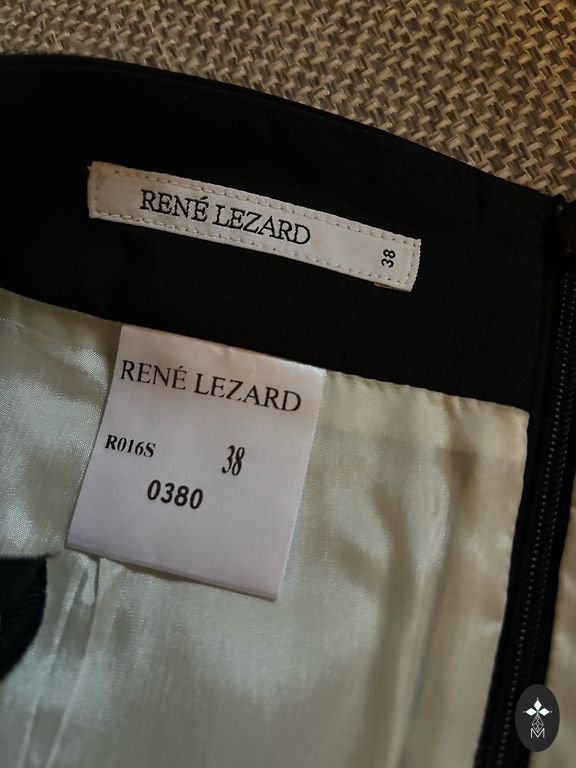 RENÉ LEZARD
38
RENÉ LEZARD
R016S 38
0380
M